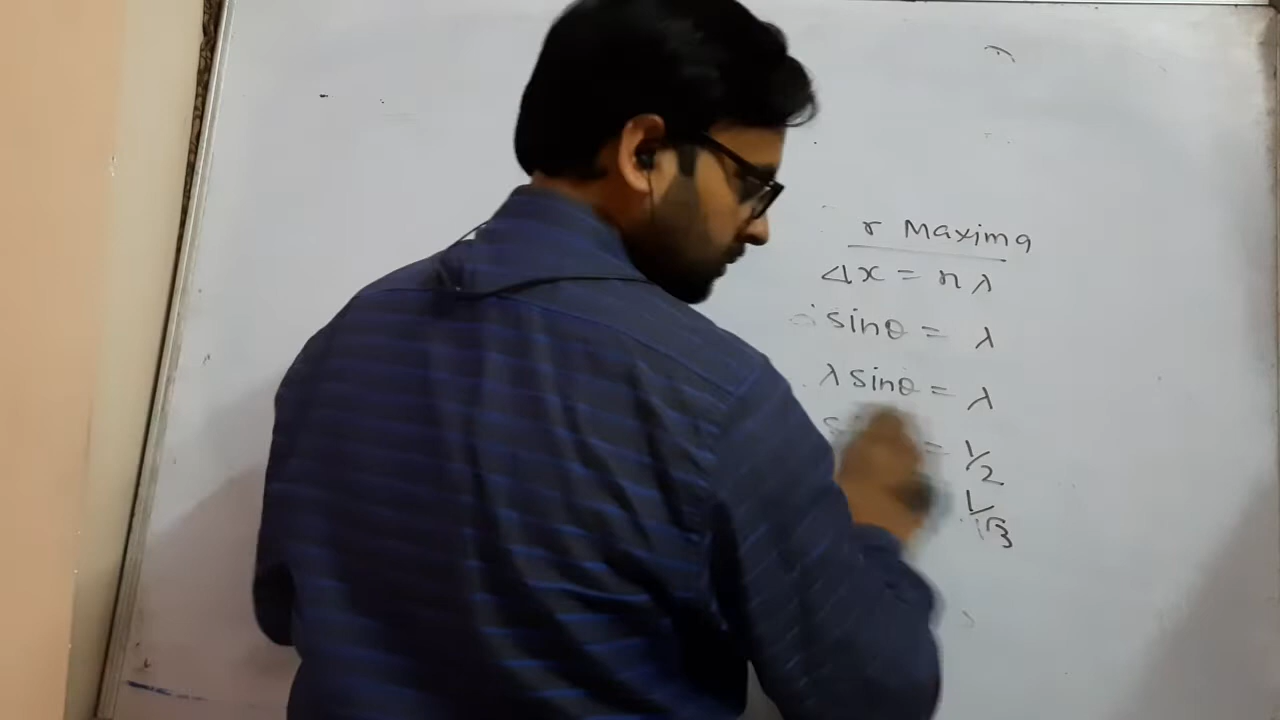 r Maxima
Δx = nλ
sinθ = λ
λ sinθ = λ
= 1/2
1/√3